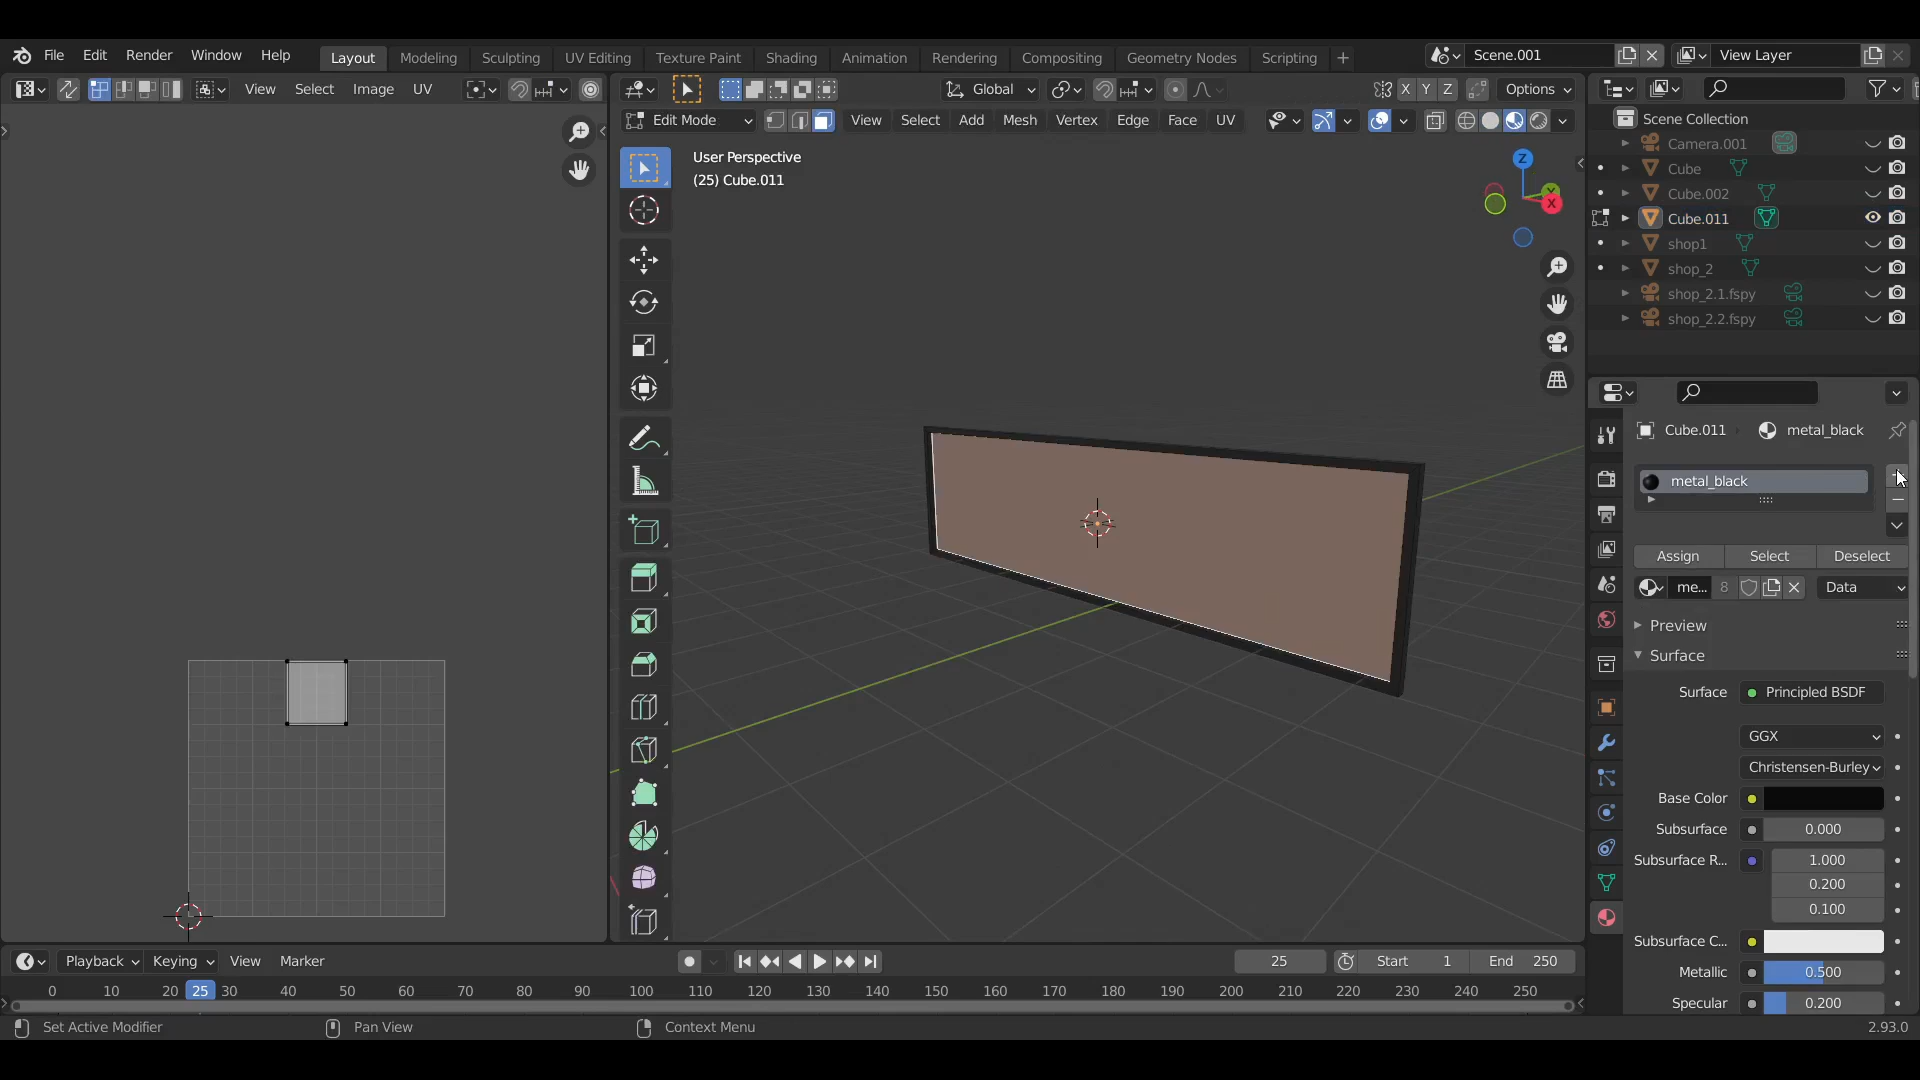 File Edit Render Window Help Layout Modeling Sculpting UV Editing Texture Paint Shading Animation Rendering Compositing Geometry Nodes Scripting + Scene.001 View Layer
View Select Image UV Global X Y Z Options
Edit Mode View Select Add Mesh Vertex Edge Face UV
User Perspective
(25) Cube.011
Z
Y
X
Scene Collection
Camera.001
Cube
Cube.002
Cube.011
shop1
shop_2
shop_2.1.fspy
shop_2.2.fspy
Cube.011 metal_black
metal_black
Assign Select Deselect
me... 8 Data
Preview
Surface
Surface Principled BSDF
GGX
Christensen-Burley
Base Color
Subsurface 0.000
Subsurface R... 1.000
0.200
0.100
Subsurface C...
Metallic 0.500
Specular 0.200
Playback Keying View Marker 25 Start 1 End 250
0 10 20 25 30 40 50 60 70 80 90 100 110 120 130 140 150 160 170 180 190 200 210 220 230 240 250
Set Active Modifier Pan View Context Menu 2.93.0